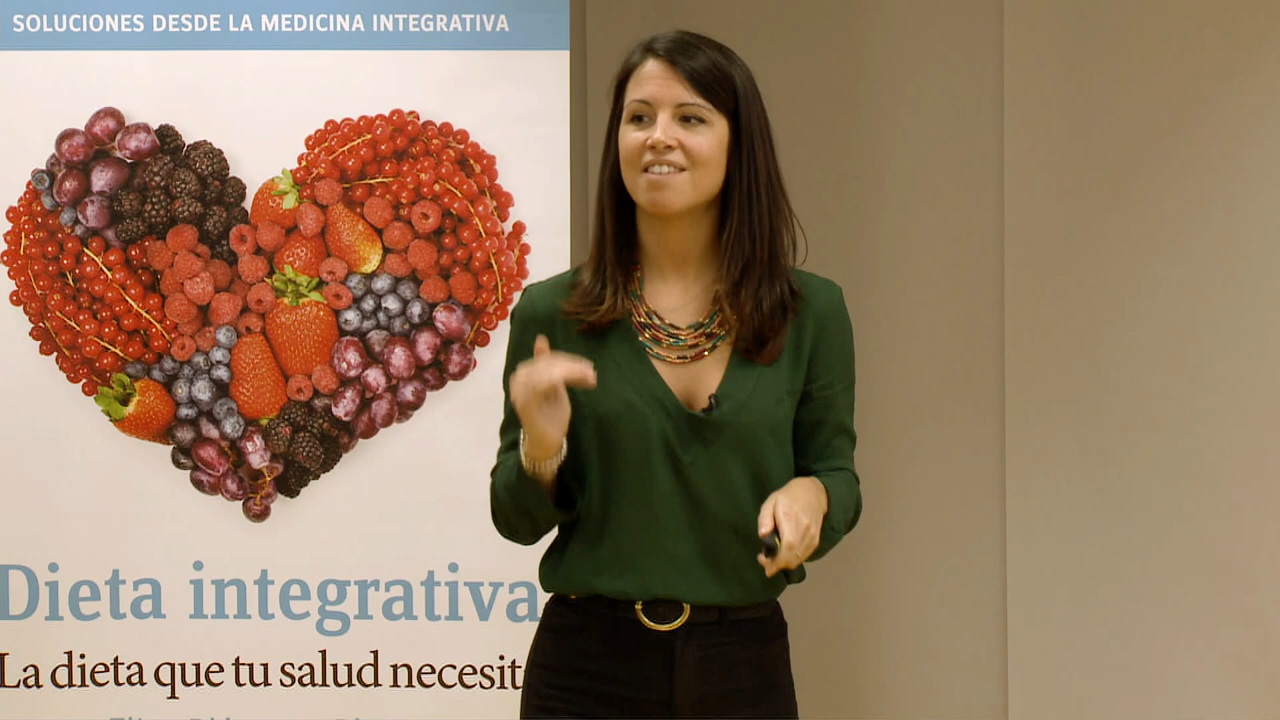 SOLUCIONES DESDE LA MEDICINA INTEGRATIVA
Dieta integrativa
La dieta que tu salud necesit